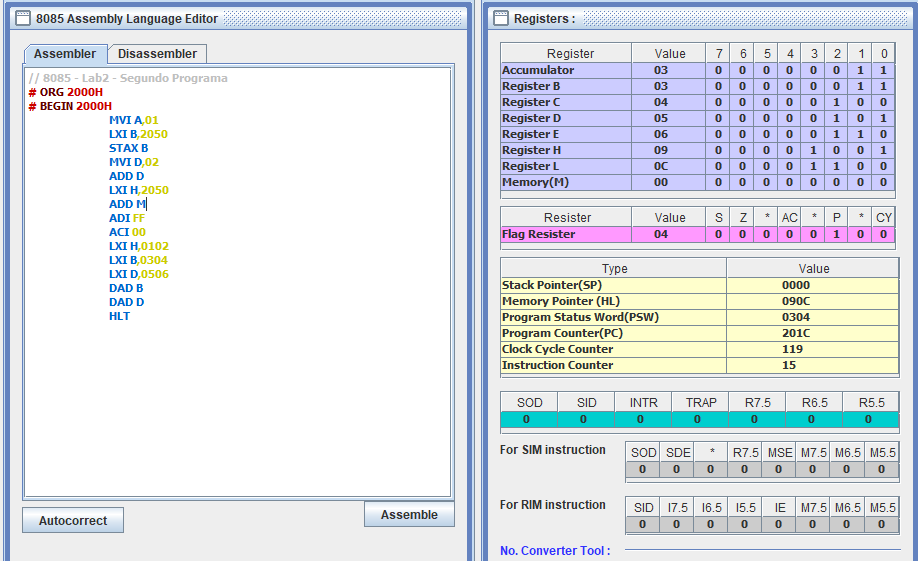 8085 Assembly Language Editor
Assembler Disassembler
// 8085 - Lab2 - Segundo Programa
# ORG 2000H
# BEGIN 2000H
MVI A,01
LXI B,2050
STAX B
MVI D,02
ADD D
LXI H,2050
ADD M
ADI FF
ACI 00
LXI H,0102
LXI B,0304
LXI D,0506
DAD B
DAD D
HLT
Autocorrect Assemble
Registers :
Register Value 7 6 5 4 3 2 1 0
Accumulator 03 0 0 0 0 0 0 1 1
Register B 03 0 0 0 0 0 0 1 1
Register C 04 0 0 0 0 0 1 0 0
Register D 05 0 0 0 0 0 1 0 1
Register E 06 0 0 0 0 0 1 1 0
Register H 09 0 0 0 0 1 0 0 1
Register L 0C 0 0 0 0 1 1 0 0
Memory(M) 00 0 0 0 0 0 0 0 0
Resister Value S Z * AC * P * CY
Flag Resister 04 0 0 0 0 0 1 0 0
Type Value
Stack Pointer(SP) 0000
Memory Pointer (HL) 090C
Program Status Word(PSW) 0304
Program Counter(PC) 201C
Clock Cycle Counter 119
Instruction Counter 15
SOD SID INTR TRAP R7.5 R6.5 R5.5
0 0 0 0 0 0 0
For SIM instruction SOD SDE * R7.5 MSE M7.5 M6.5 M5.5
0 0 0 0 0 0 0 0
For RIM instruction SID I7.5 I6.5 I5.5 IE M7.5 M6.5 M5.5
0 0 0 0 0 0 0 0
No. Converter Tool :